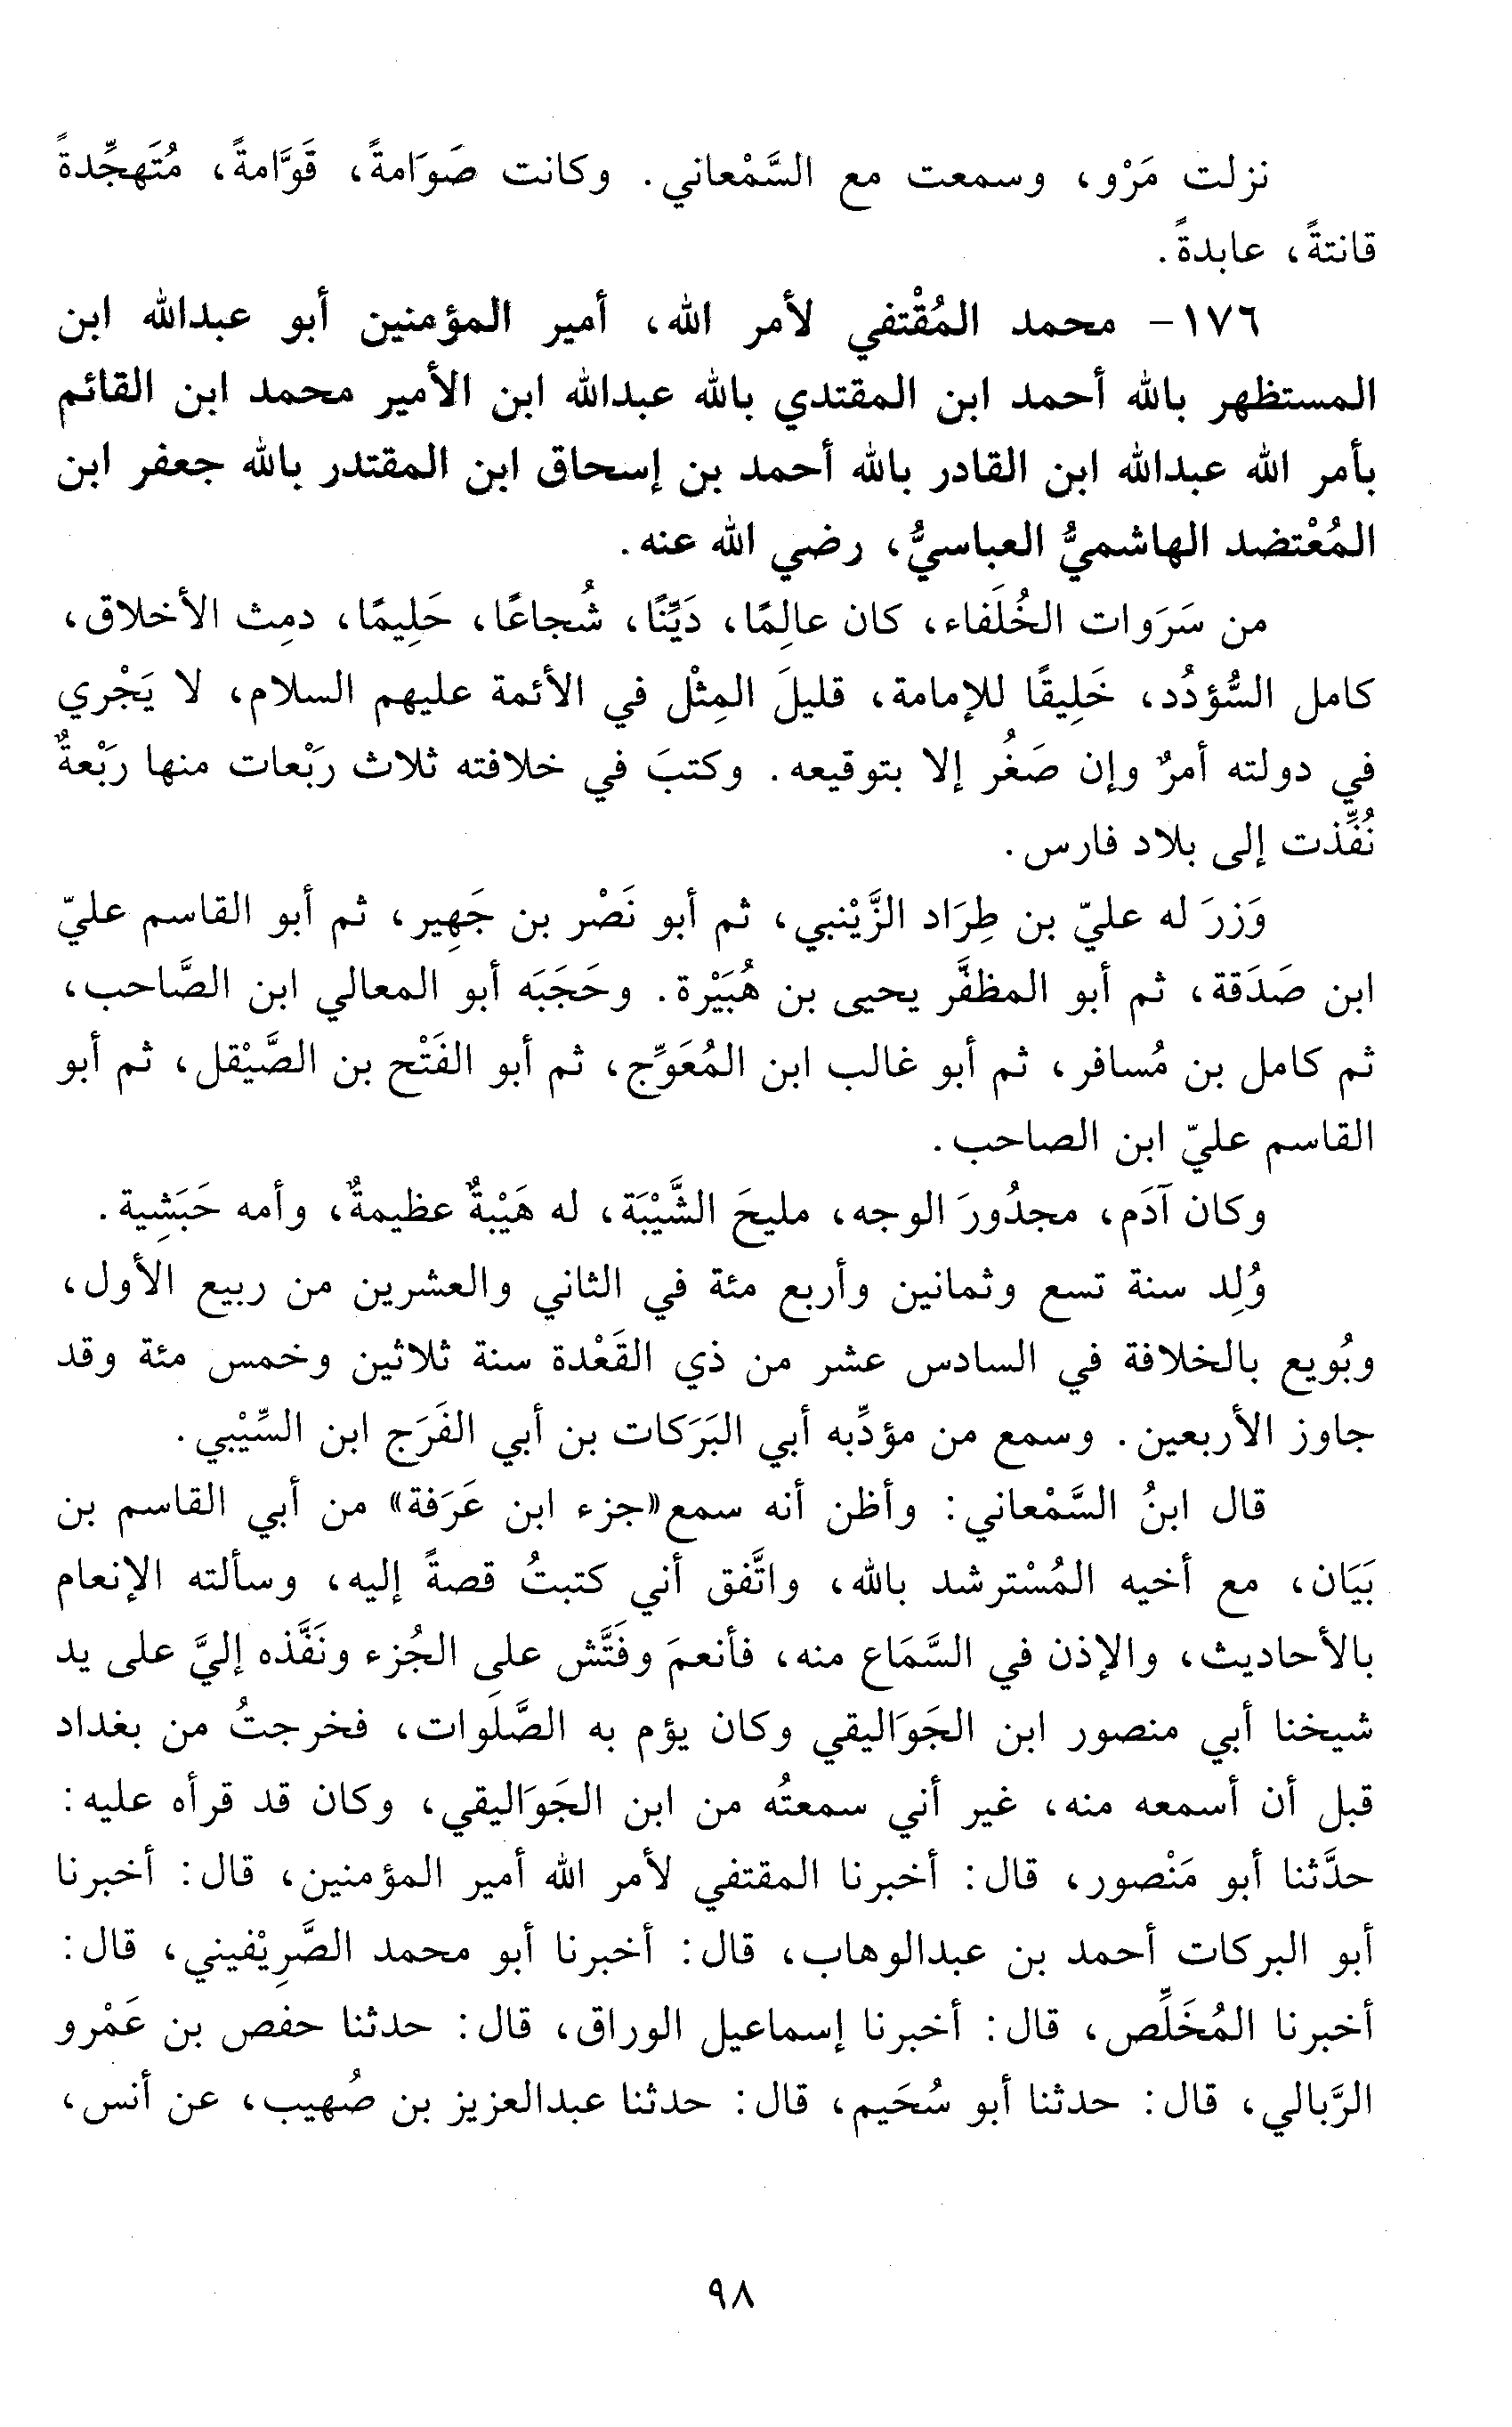 نزلت مَرْو، وسمعت مع السَّمْعاني. وكانت صَوَامةً، قَوَّامةً، مُتَهجِّدةً
قانتةً، عابدةً.
١٧٦- محمد المُقْتفي لأمر الله، أمير المؤمنين أبو عبدالله ابن
المستظهر بالله أحمد ابن المقتدي بالله عبدالله ابن الأمير محمد ابن القائم
بأمر الله عبدالله ابن القادر بالله أحمد بن إسحاق ابن المقتدر بالله جعفر ابن
المُعْتضد الهاشميُّ العباسيُّ، رضي الله عنه.
من سَرَوات الخُلَفاء، كان عالِمًا، دَيِّنًا، شُجاعًا، حَلِيمًا، دمِث الأخلاق،
كامل السُّؤدُد، خَلِيقًا للإمامة، قليلَ المِثْل في الأئمة عليهم السلام، لا يَجْري
في دولته أمرٌ وإن صَغُر إلا بتوقيعه. وكتبَ في خلافته ثلاث رَبْعات منها رَبْعةٌ
نُفِّذت إلى بلاد فارس.
وَزرَ له عليّ بن طِرَاد الزَّيْنبي، ثم أبو نَصْر بن جَهِير، ثم أبو القاسم عليّ
ابن صَدَقة، ثم أبو المظفَّر يحيى بن هُبَيْرة. وحَجَبَه أبو المعالي ابن الصَّاحب،
ثم كامل بن مُسافر، ثم أبو غالب ابن المُعَوِّج، ثم أبو الفَتْح بن الصَّيْقل، ثم أبو
القاسم عليّ ابن الصاحب.
وكان آدَم، مجدُورَ الوجه، مليحَ الشَّيْبَة، له هَيْبةٌ عظيمةٌ، وأمه حَبَشِية.
وُلِد سنة تسع وثمانين وأربع مئة في الثاني والعشرين من ربيع الأول،
وبُويع بالخلافة في السادس عشر من ذي القَعْدة سنة ثلاثين وخمس مئة وقد
جاوز الأربعين. وسمع من مؤدِّبه أبي البَرَكات بن أبي الفَرَج ابن السِّيْبي.
قال ابنُ السَّمْعاني: وأظن أنه سمع «جزء ابن عَرَفة» من أبي القاسم بن
بَيَان، مع أخيه المُسْترشد بالله، واتَّفق أني كتبتُ قصةً إليه، وسألته الإنعام
بالأحاديث، والإذن في السَّمَاع منه، فأنعمَ وفَتَّش على الجُزء ونَفَّذه إليَّ على يد
شيخنا أبي منصور ابن الجَوَاليقي وكان يؤم به الصَّلَوات، فخرجتُ من بغداد
قبل أن أسمعه منه، غير أني سمعتُه من ابن الجَوَاليقي، وكان قد قرأه عليه:
حدَّثنا أبو مَنْصور، قال: أخبرنا المقتفي لأمر الله أمير المؤمنين، قال: أخبرنا
أبو البركات أحمد بن عبدالوهاب، قال: أخبرنا أبو محمد الصَّرِيْفيني، قال:
أخبرنا المُخَلِّص، قال: أخبرنا إسماعيل الوراق، قال: حدثنا حفص بن عَمْرو
الرَّبالي، قال: حدثنا أبو سُحَيم، قال: حدثنا عبدالعزيز بن صُهيب، عن أنس،
٩٨